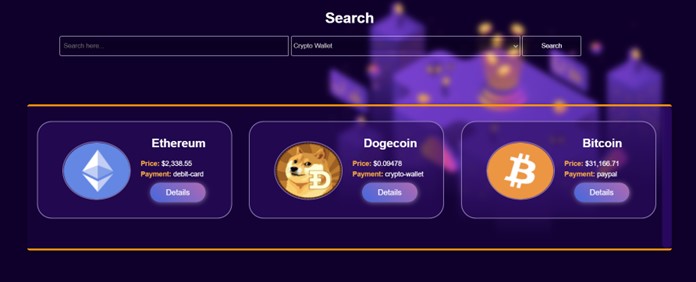 Search
Search here...
Crypto Wallet
Search
Ethereum
Price: $2,338.55
Payment: debit-card
Details
Dogecoin
Price: $0.09478
Payment: crypto-wallet
Details
Bitcoin
Price: $31,166.71
Payment: paypal
Details